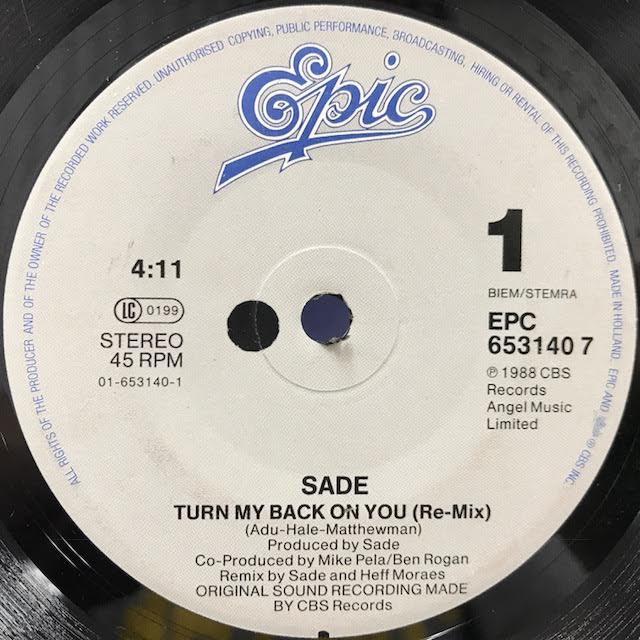 ALL RIGHTS OF THE PRODUCER AND OF THE OWNER OF THE RECORDED WORK RESERVED. UNAUTHORISED COPYING, PUBLIC PERFORMANCE, BROADCASTING, HIRING OR RENTAL OF THIS RECORDING PROHIBITED. MADE IN HOLLAND. EPIC AND Epic ® CBS INC.
Epic
1
4:11
BIEM/STEMRA
LC 0199
EPC
653140 7
STEREO
45 RPM
01-653140-1
℗ 1988 CBS
Records
Angel Music
Limited
SADE
TURN MY BACK ON YOU (Re-Mix)
(Adu-Hale-Matthewman)
Produced by Sade
Co-Produced by Mike Pela/Ben Rogan
Remix by Sade and Heff Moraes
ORIGINAL SOUND RECORDING MADE
BY CBS Records